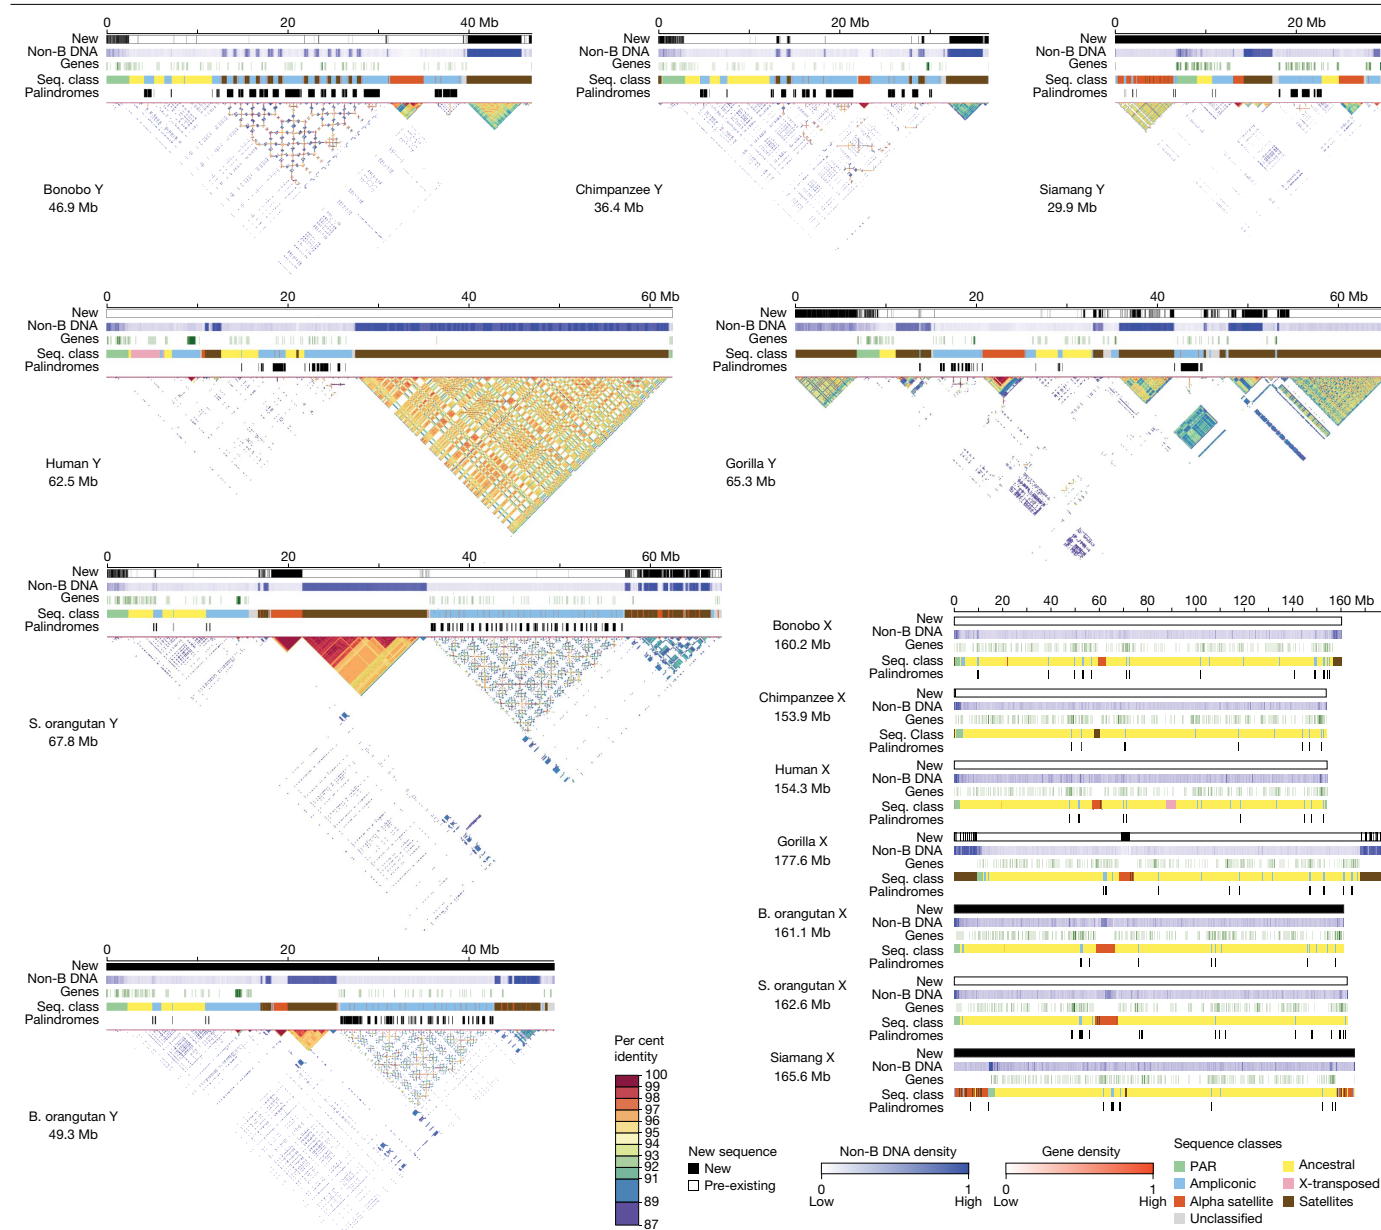 0 20 40 Mb
New
Non-B DNA
Genes
Seq. class
Palindromes
Bonobo Y
46.9 Mb
0 20 Mb
New
Non-B DNA
Genes
Seq. class
Palindromes
Chimpanzee Y
36.4 Mb
0 20 Mb
New
Non-B DNA
Genes
Seq. class
Palindromes
Siamang Y
29.9 Mb
0 20 40 60 Mb
New
Non-B DNA
Genes
Seq. class
Palindromes
Human Y
62.5 Mb
0 20 40 60 Mb
New
Non-B DNA
Genes
Seq. class
Palindromes
Gorilla Y
65.3 Mb
0 20 40 60 Mb
New
Non-B DNA
Genes
Seq. class
Palindromes
S. orangutan Y
67.8 Mb
0 20 40 Mb
New
Non-B DNA
Genes
Seq. class
Palindromes
B. orangutan Y
49.3 Mb
0 20 40 60 80 100 120 140 160 Mb
Bonobo X
160.2 Mb
New
Non-B DNA
Genes
Seq. class
Palindromes
Chimpanzee X
153.9 Mb
New
Non-B DNA
Genes
Seq. Class
Palindromes
Human X
154.3 Mb
New
Non-B DNA
Genes
Seq. class
Palindromes
Gorilla X
177.6 Mb
New
Non-B DNA
Genes
Seq. class
Palindromes
B. orangutan X
161.1 Mb
New
Non-B DNA
Genes
Seq. class
Palindromes
S. orangutan X
162.6 Mb
New
Non-B DNA
Genes
Seq. class
Palindromes
Siamang X
165.6 Mb
New
Non-B DNA
Genes
Seq. class
Palindromes
Per cent
identity
100
99
98
97
96
95
94
93
92
91
89
87
New sequence
New
Pre-existing
Non-B DNA density
0 1
Low High
Gene density
0 1
Low High
Sequence classes
PAR
Ancestral
Ampliconic
X-transposed
Alpha satellite
Satellites
Unclassified